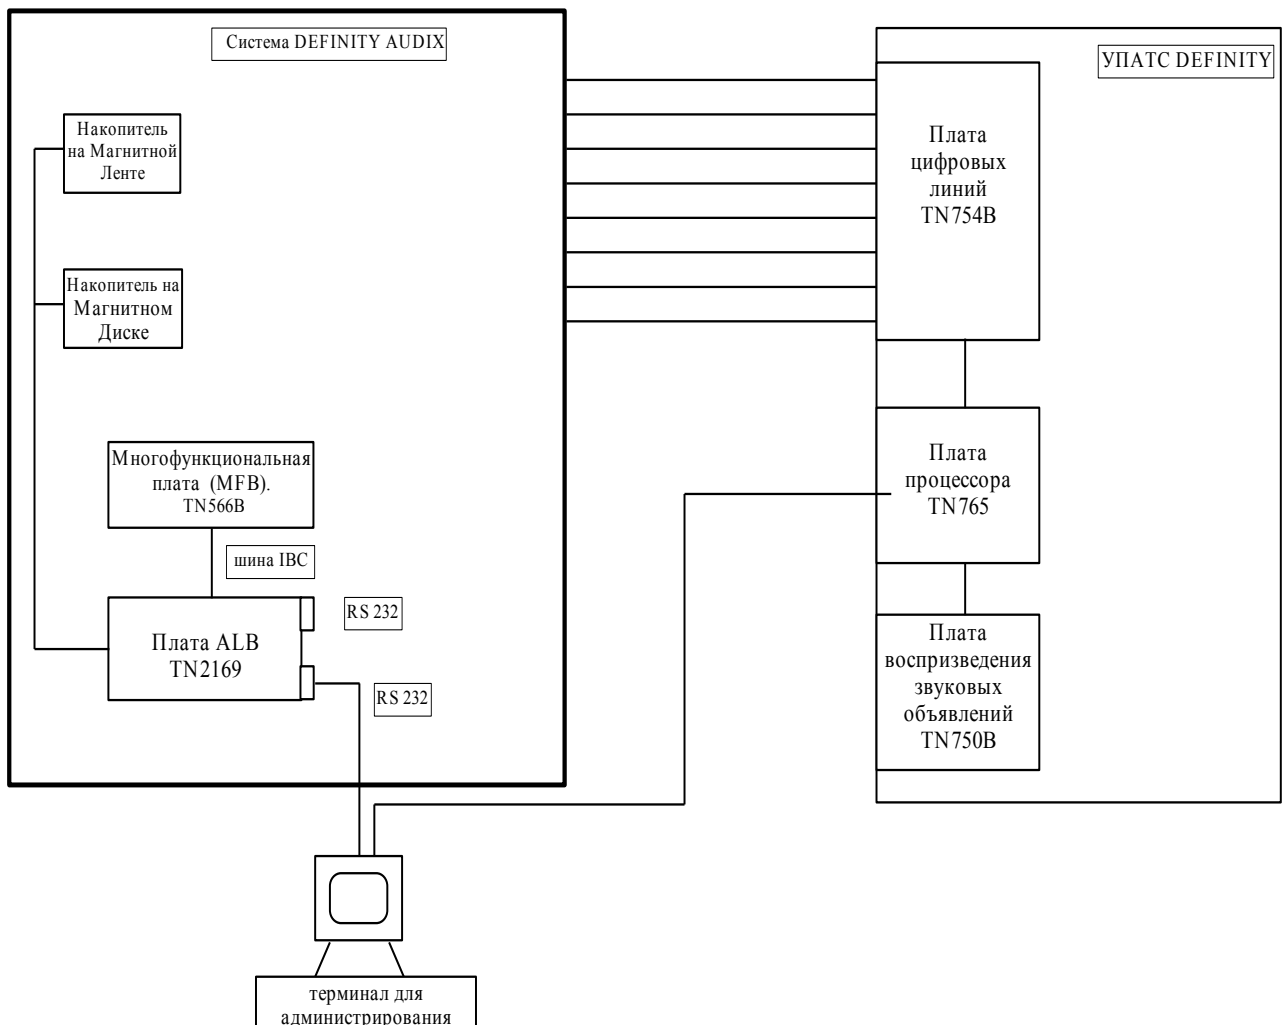 Система DEFINITY AUDIX
УПАТС DEFINITY
Накопитель
на Магнитной
Ленте
Плата
цифровых
линий
TN754B
Накопитель на
Магнитном
Диске
Многофункциональная
плата (MFB).
TN566B
Плата
процессора
TN765
шина IBC
RS 232
Плата ALB
TN2169
RS 232
Плата
воспризведения
звуковых
объявлений
TN750B
терминал для
администрирования